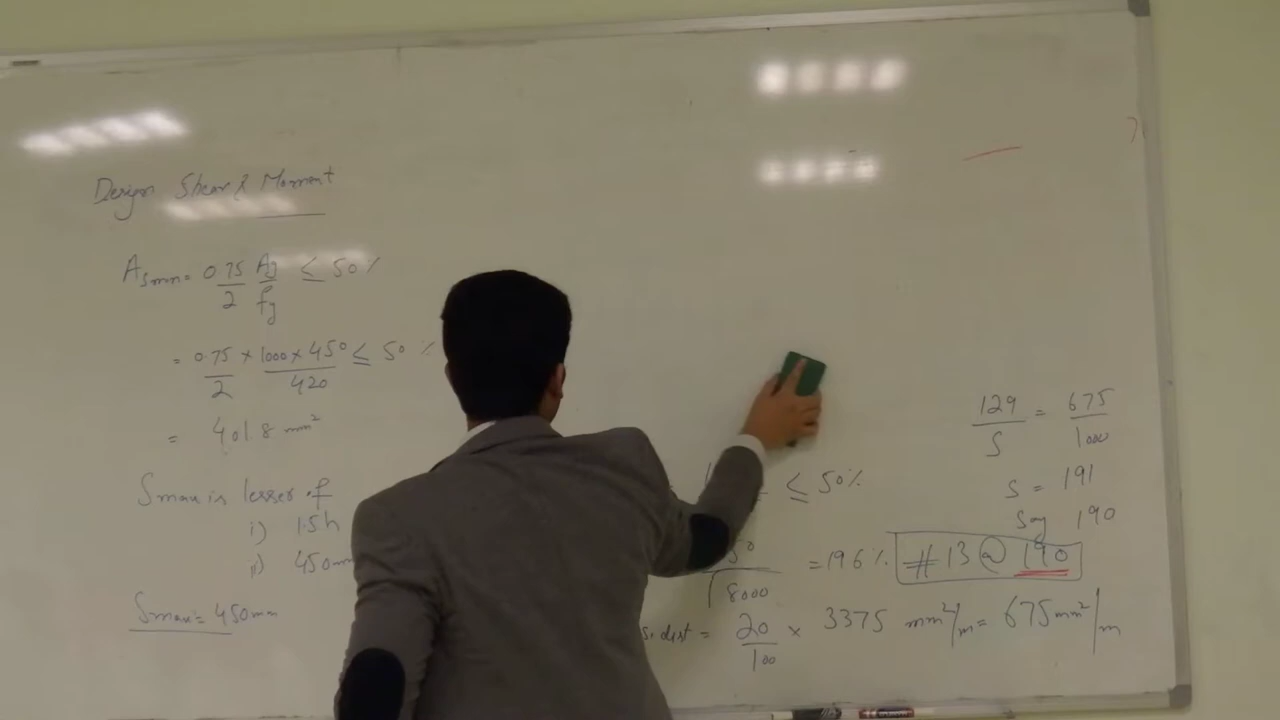 Design Shear & Moment
Asmin = 0.75/2 Ag/fy ≤ 50%
= 0.75/2 × 1000 × 450/420 ≤ 50 %
= 401.8 mm²
Smax is lesser of
i) 1.5h
ii) 450mm
Smax = 450mm
≤ 50%
√8000 = 19.6%
s.dist = 20/100 × 3375 mm²/m = 675 mm²/m
129/S = 675/1000
S = 191
Say 190
#13 @ 190